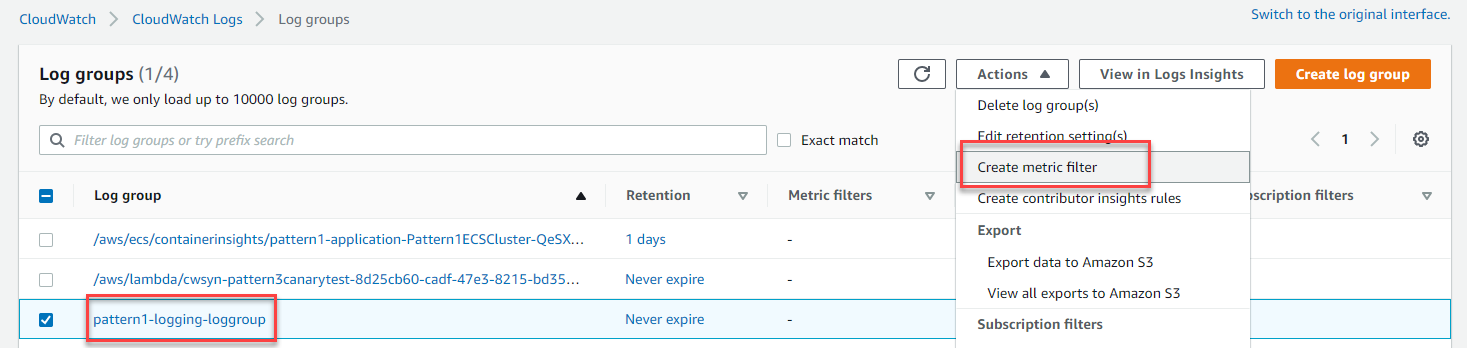 CloudWatch > CloudWatch Logs > Log groups
Switch to the original interface.
Log groups (1/4)
By default, we only load up to 10000 log groups.
Actions
View in Logs Insights
Create log group
Delete log group(s)
Edit retention setting(s)
Create metric filter
Create contributor insights rules
Export
Export data to Amazon S3
View all exports to Amazon S3
Subscription filters
Filter log groups or try prefix search
Exact match
1
Log group Retention Metric filters scription filters
/aws/ecs/containerinsights/pattern1-application-Pattern1ECSCluster-QeSX... 1 days -
/aws/lambda/cwsyn-pattern3canarytest-8d25cb60-cadf-47e3-8215-bd35... Never expire -
pattern1-logging-loggroup Never expire -